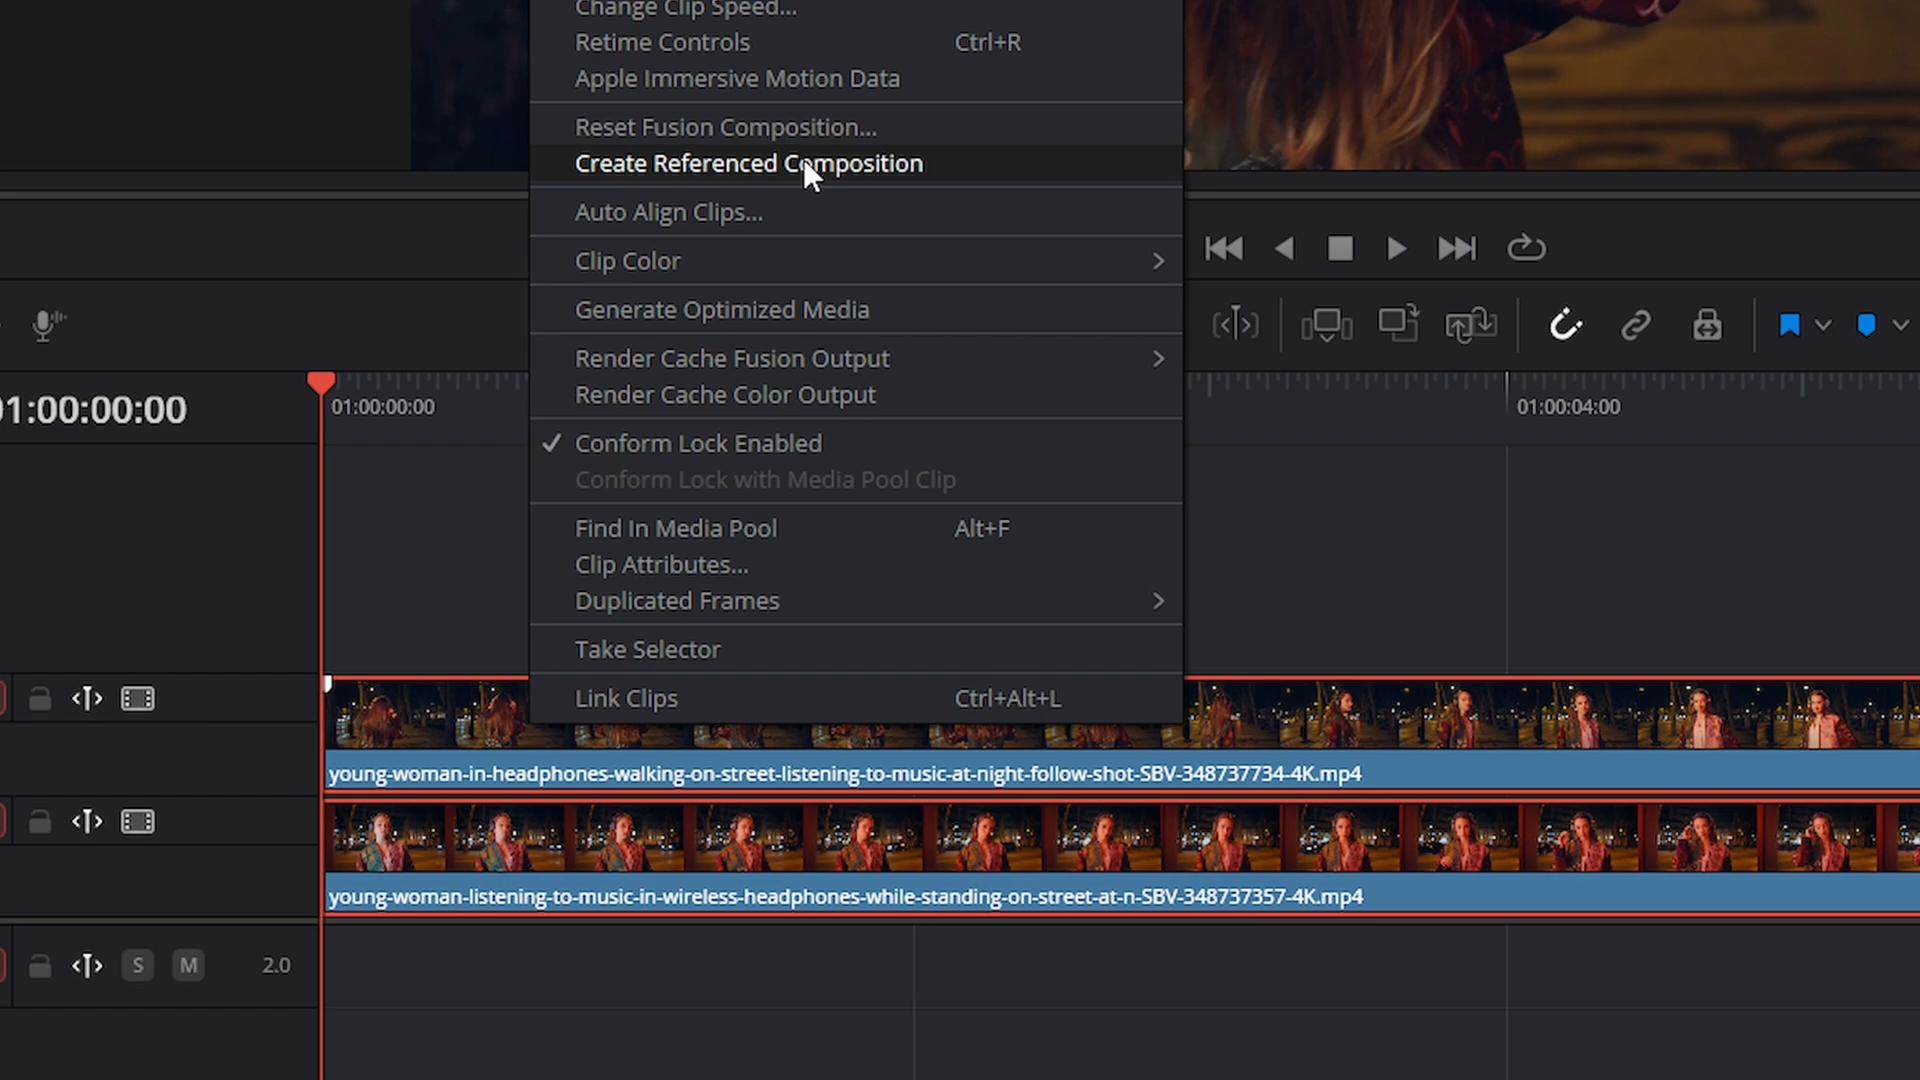 Change Clip Speed...
Retime Controls Ctrl+R
Apple Immersive Motion Data
Reset Fusion Composition...
Create Referenced Composition
Auto Align Clips...
Clip Color
Generate Optimized Media
Render Cache Fusion Output
Render Cache Color Output
Conform Lock Enabled
Conform Lock with Media Pool Clip
Find In Media Pool Alt+F
Clip Attributes...
Duplicated Frames
Take Selector
Link Clips Ctrl+Alt+L
01:00:00:00
01:00:00:00
01:00:04:00
young-woman-in-headphones-walking-on-street-listening-to-music-at-night-follow-shot-SBV-348737734-4K.mp4
young-woman-listening-to-music-in-wireless-headphones-while-standing-on-street-at-n-SBV-348737357-4K.mp4
S M 2.0